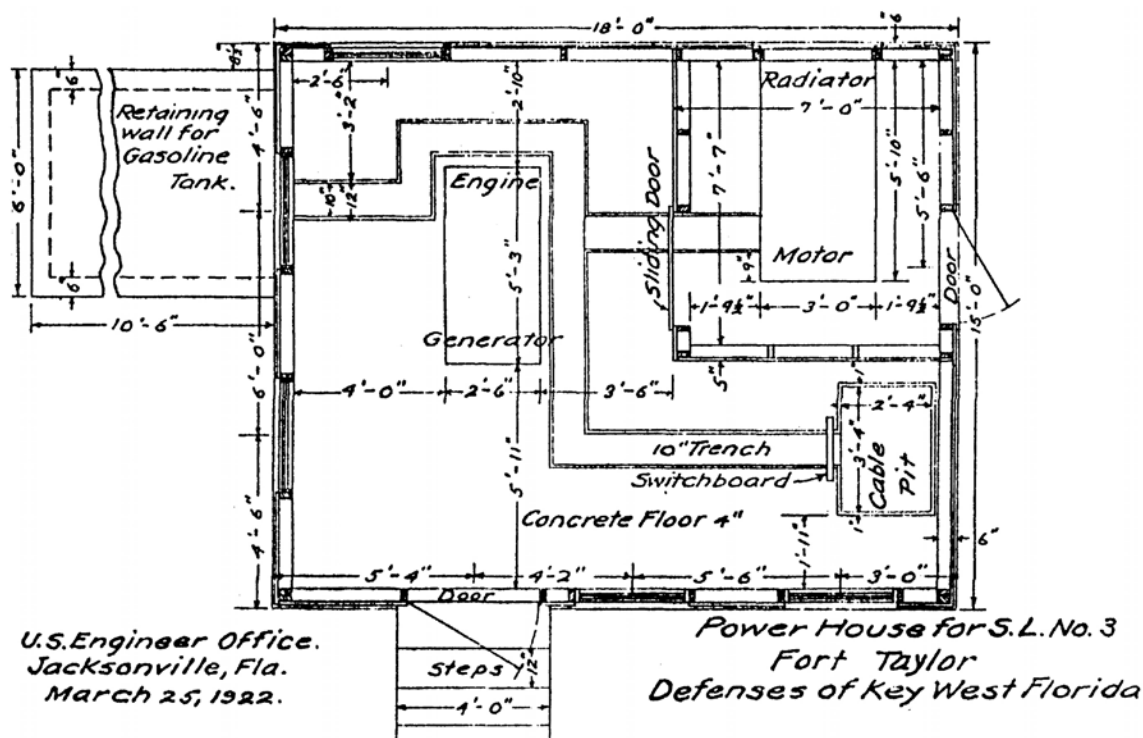 18'-0"
6"
6½"
6"
Retaining
wall for
Gasoline
Tank.
6'-0"
6"
10'-6"
4'-6"
6'-0"
4'-6"
2'-6"
3'-2"
10"
12"
2'-10"
Engine
5'-3"
Generator
4'-0"
2'-6"
3'-6"
5'-11"
Radiator
7'-0"
7'-7"
5'-10"
5'-6"
Sliding Door
Motor
9"
1'-9½"
3'-0"
1'-9½"
Door
15'-0"
5"
1"
2'-4"
3'-4"
Cable
Pit
10" Trench
Switchboard
Concrete Floor 4"
1"
1'-11"
6"
5'-4"
4'-2"
5'-6"
3'-0"
Door
Steps
12"
4'-0"
U.S. Engineer Office.
Jacksonville, Fla.
March 25, 1922.
Power House for S.L. No. 3
Fort Taylor
Defenses of Key West Florida